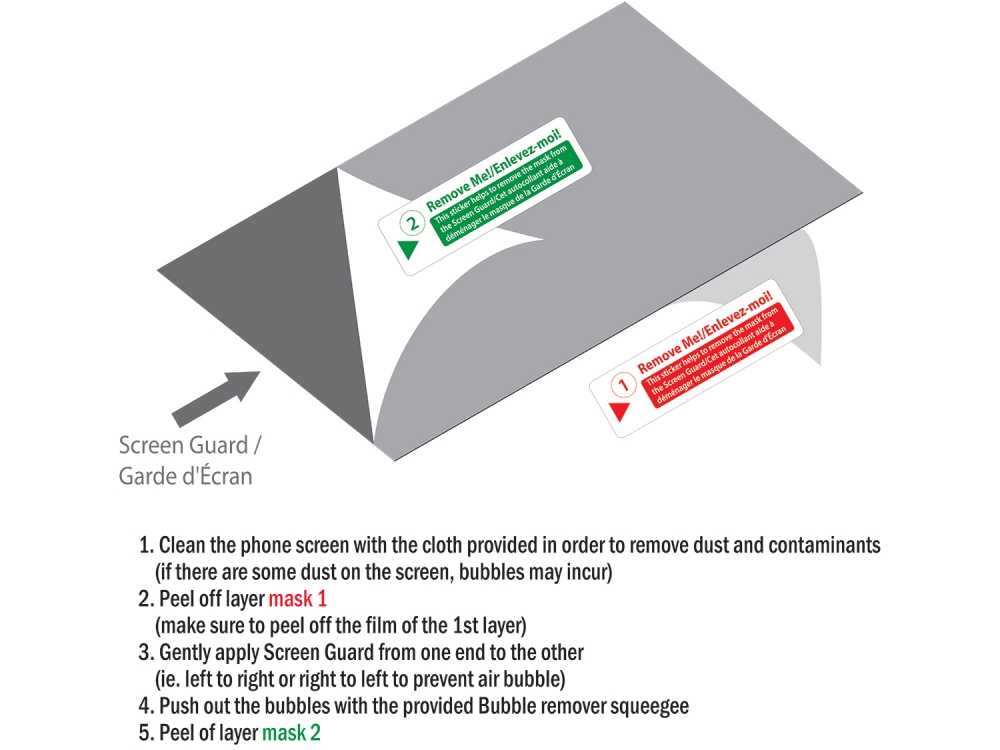 2
Remove Me!/Enlevez-moi!
This sticker helps to remove the mask from
the Screen Guard/Cet autocollant aide à
déménager le masque de la Garde d'Écran
1
Remove Me!/Enlevez-moi!
This sticker helps to remove the mask from
the Screen Guard/Cet autocollant aide à
déménager le masque de la Garde d'Écran
Screen Guard /
Garde d'Écran
1. Clean the phone screen with the cloth provided in order to remove dust and contaminants
(if there are some dust on the screen, bubbles may incur)
2. Peel off layer mask 1
(make sure to peel off the film of the 1st layer)
3. Gently apply Screen Guard from one end to the other
(ie. left to right or right to left to prevent air bubble)
4. Push out the bubbles with the provided Bubble remover squeegee
5. Peel of layer mask 2